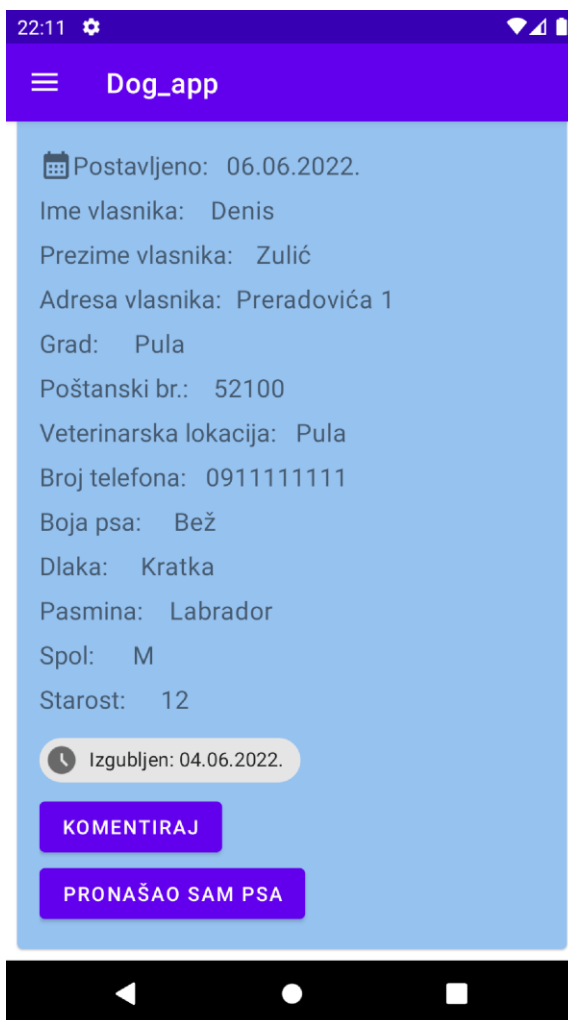 22:11
Dog_app
Postavljeno: 06.06.2022.
Ime vlasnika: Denis
Prezime vlasnika: Zulić
Adresa vlasnika: Preradovića 1
Grad: Pula
Poštanski br.: 52100
Veterinarska lokacija: Pula
Broj telefona: 0911111111
Boja psa: Bež
Dlaka: Kratka
Pasmina: Labrador
Spol: M
Starost: 12
Izgubljen: 04.06.2022.
KOMENTIRAJ
PRONAŠAO SAM PSA